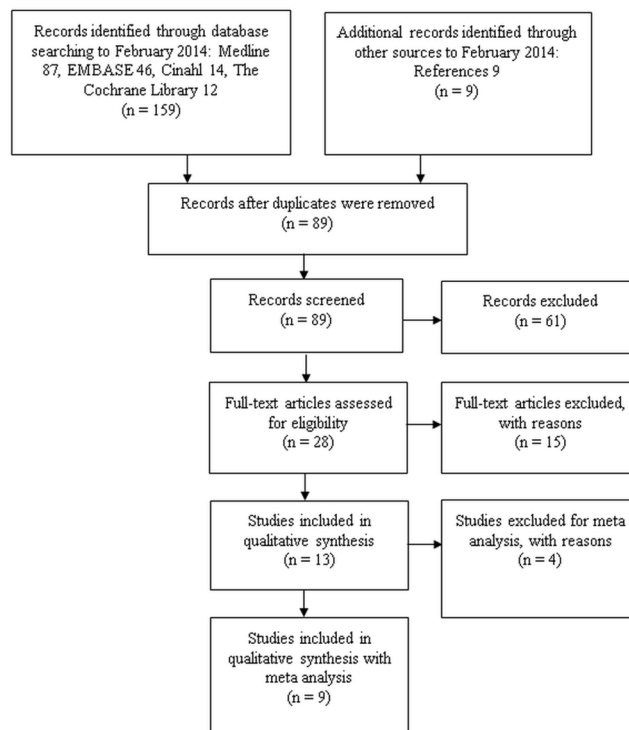 Records identified through database
searching to February 2014: Medline
87, EMBASE 46, Cinahl 14, The
Cochrane Library 12
(n = 159)
Additional records identified through
other sources to February 2014:
References 9
(n = 9)
Records after duplicates were removed
(n = 89)
Records screened
(n = 89)
Records excluded
(n = 61)
Full-text articles assessed
for eligibility
(n = 28)
Full-text articles excluded,
with reasons
(n = 15)
Studies included in
qualitative synthesis
(n = 13)
Studies excluded for meta
analysis, with reasons
(n = 4)
Studies included in
qualitative synthesis with
meta analysis
(n = 9)